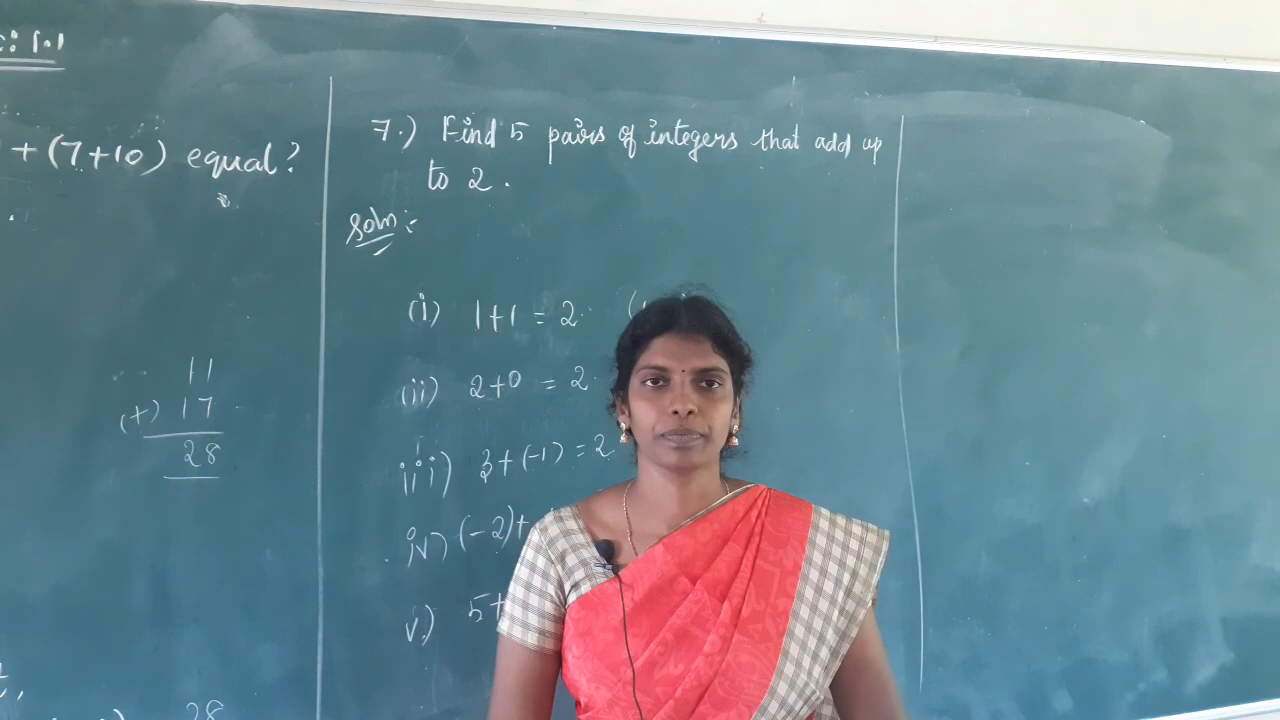 : 1.1
+ (7+10) equal?
11
(+) 17
28
28
7.) Find 5 pairs of integers that add up
to 2.
Soln:
(i) 1+1 = 2. (
(ii) 2+0 = 2.
iii) 3+(-1) = 2
iv) (-2)+
v.) 5+